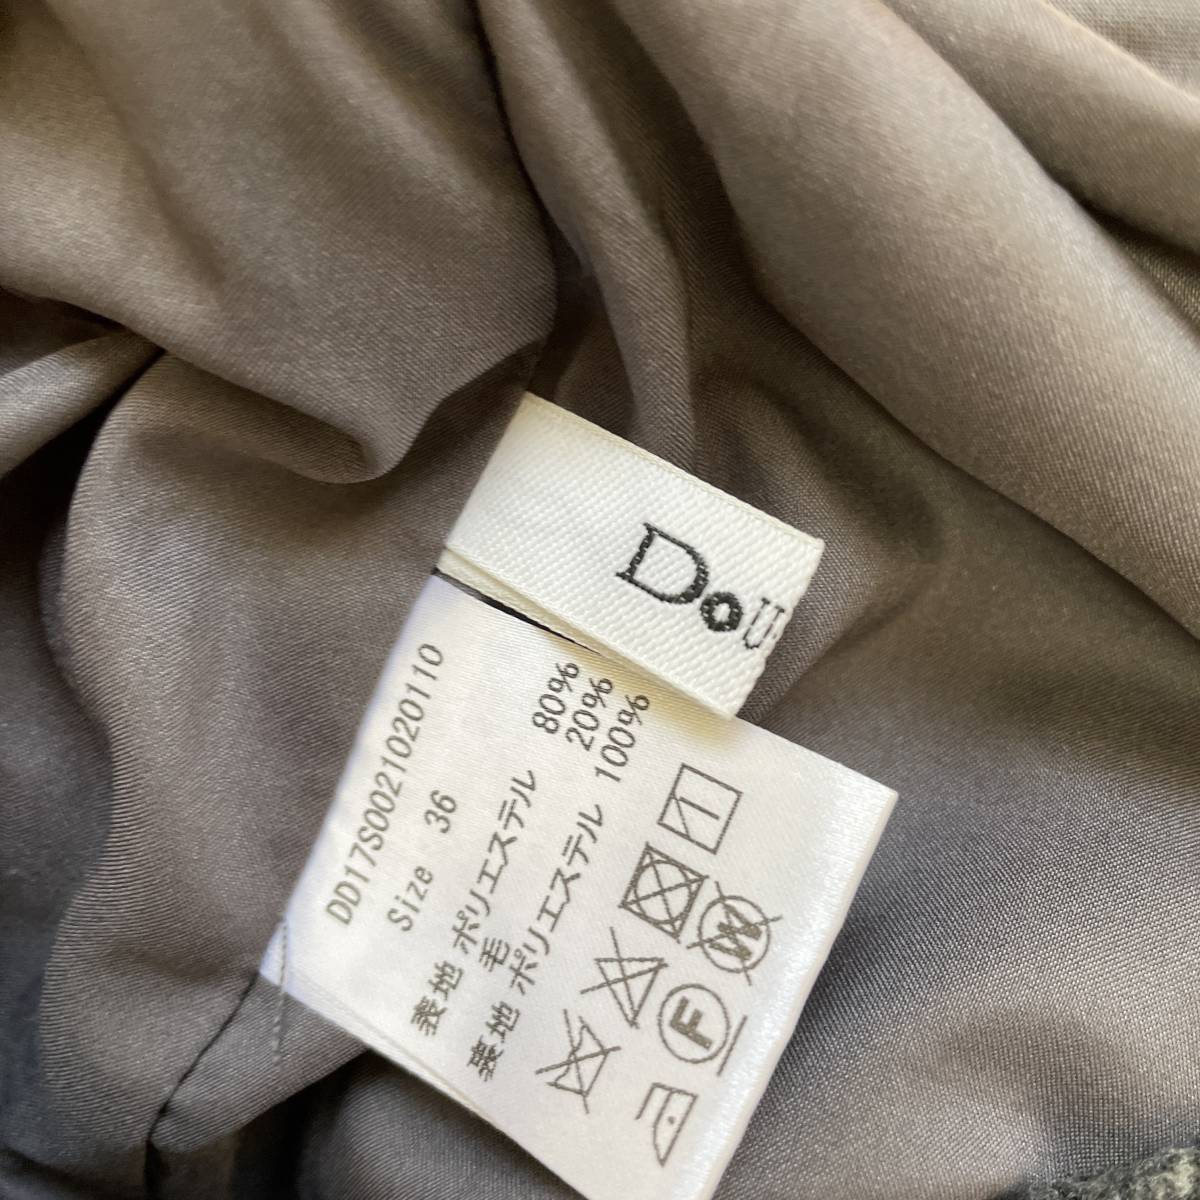 Dou
DD17S0021020110
Size 36
表地 ポリエステル 80%
毛 20%
裏地 ポリエステル 100%
W
F